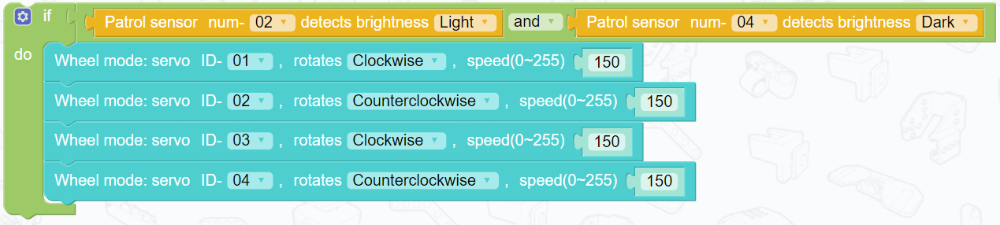 if Patrol sensor num- 02 detects brightness Light and Patrol sensor num- 04 detects brightness Dark
do Wheel mode: servo ID- 01 , rotates Clockwise , speed(0~255) 150
Wheel mode: servo ID- 02 , rotates Counterclockwise , speed(0~255) 150
Wheel mode: servo ID- 03 , rotates Clockwise , speed(0~255) 150
Wheel mode: servo ID- 04 , rotates Counterclockwise , speed(0~255) 150